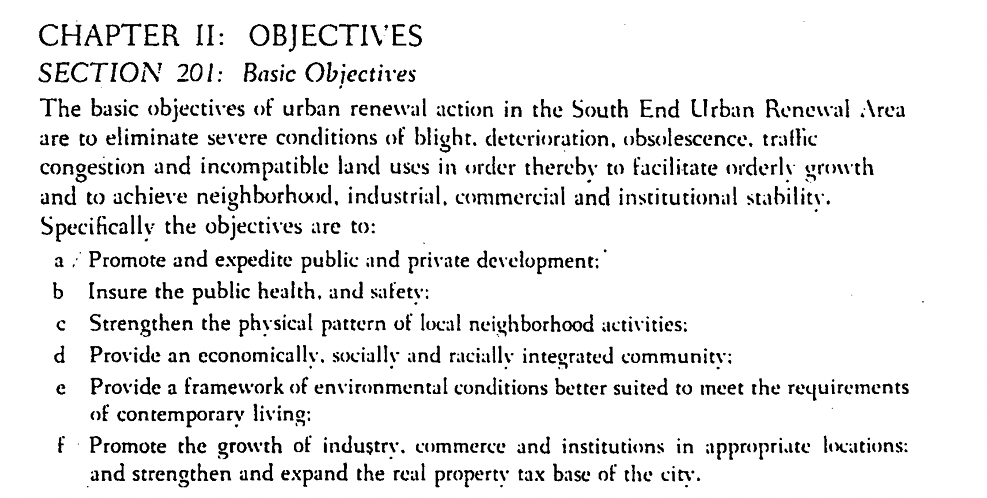 CHAPTER II: OBJECTIVES
SECTION 201: Basic Objectives
The basic objectives of urban renewal action in the South End Urban Renewal Area
are to eliminate severe conditions of blight, deterioration, obsolescence, traffic
congestion and incompatible land uses in order thereby to facilitate orderly growth
and to achieve neighborhood, industrial, commercial and institutional stability.
Specifically the objectives are to:
a. Promote and expedite public and private development;
b Insure the public health, and safety;
c Strengthen the physical pattern of local neighborhood activities;
d Provide an economically, socially and racially integrated community;
e Provide a framework of environmental conditions better suited to meet the requirements
of contemporary living;
f Promote the growth of industry, commerce and institutions in appropriate locations;
and strengthen and expand the real property tax base of the city.